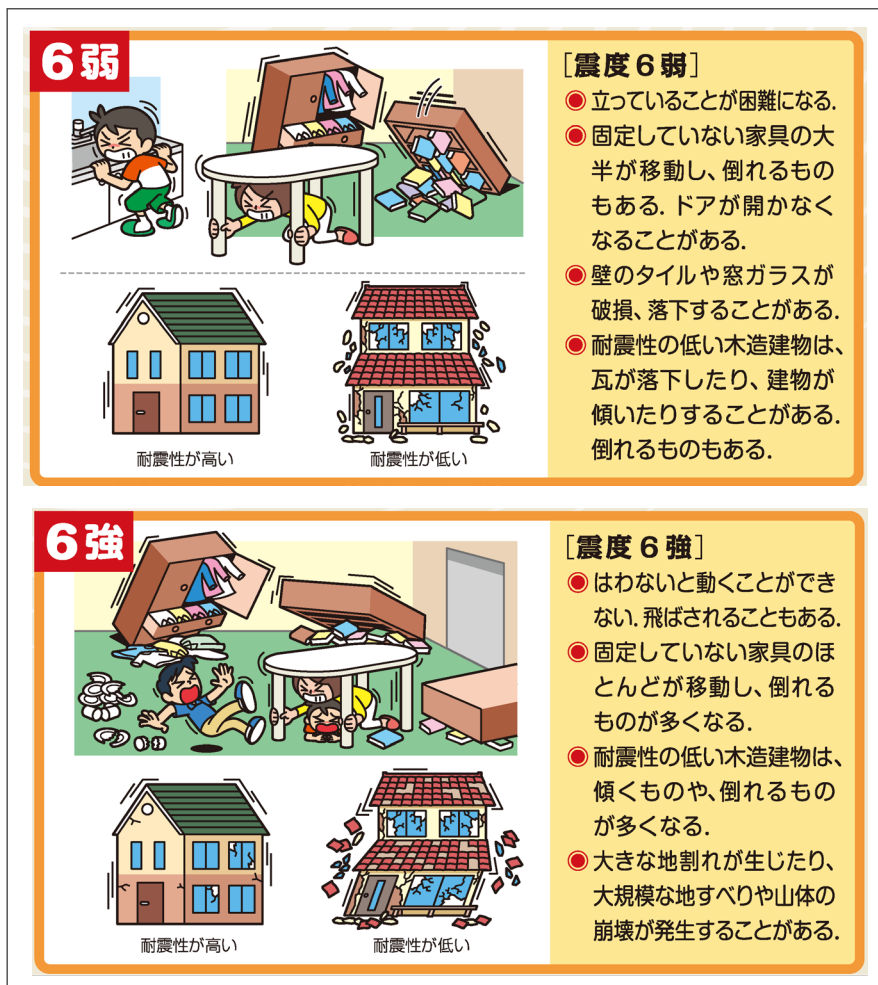 6弱
[震度6弱]
◉立っていることが困難になる.
◉固定していない家具の大
半が移動し、倒れるもの
もある. ドアが開かなく
なることがある.
◉壁のタイルや窓ガラスが
破損、落下することがある.
◉耐震性の低い木造建物は、
瓦が落下したり、建物が
傾いたりすることがある.
倒れるものもある.
耐震性が高い
耐震性が低い
6強
[震度6強]
◉はわないと動くことができ
ない. 飛ばされることもある.
◉固定していない家具のほ
とんどが移動し、倒れる
ものが多くなる.
◉耐震性の低い木造建物は、
傾くものや、倒れるもの
が多くなる.
◉大きな地割れが生じたり、
大規模な地すべりや山体の
崩壊が発生することがある.
耐震性が高い
耐震性が低い